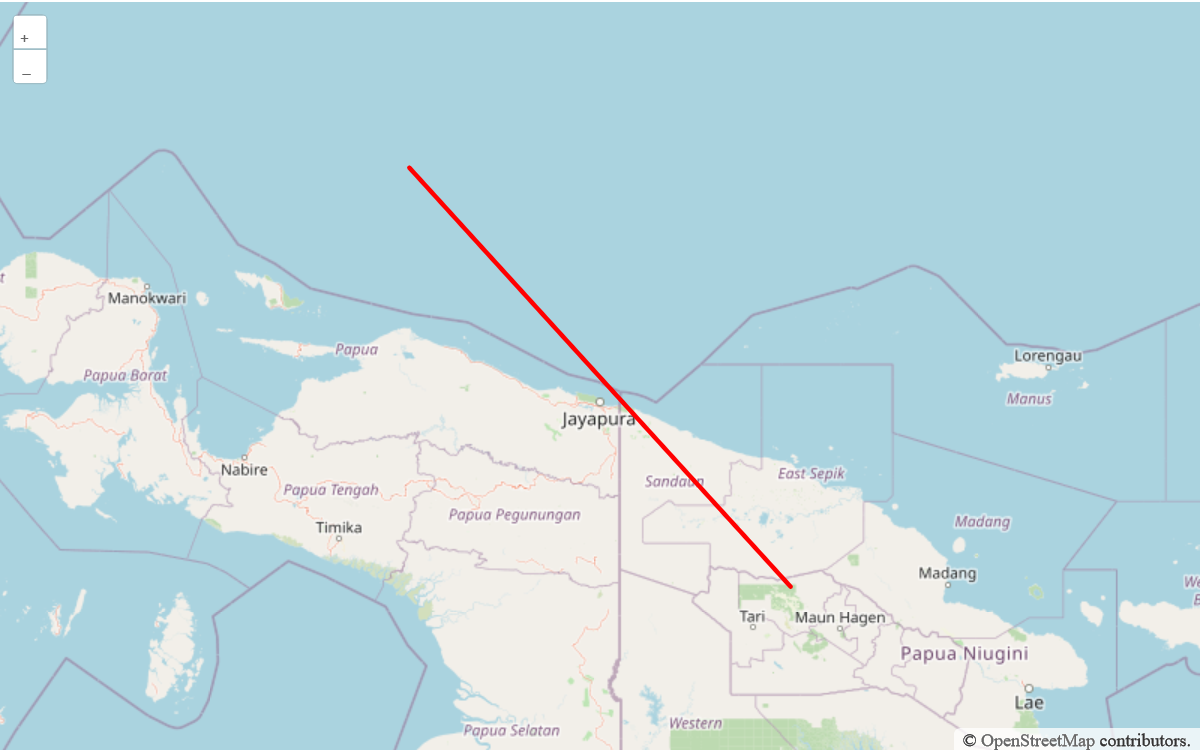 +
–
Manokwari
Papua
Papua Barat
Lorengau
Manus
Jayapura
Nabire
Sandaun
East Sepik
Papua Tengah
Papua Pegunungan
Timika
Madang
Madang
Tari
Maun Hagen
Papua Niugini
Lae
Western
Papua Selatan
© OpenStreetMap contributors.